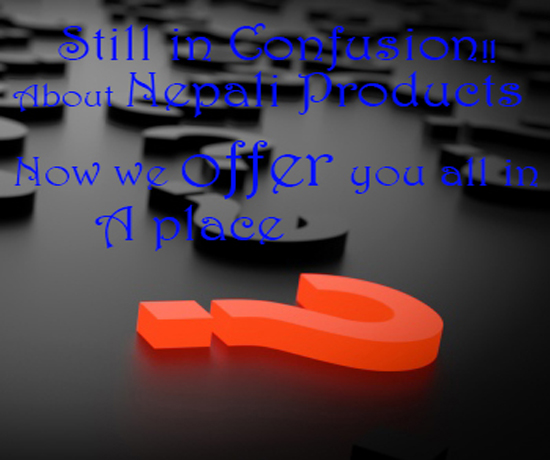 Still in Confusion!!
About Nepali Products
Now we offer you all in
A place